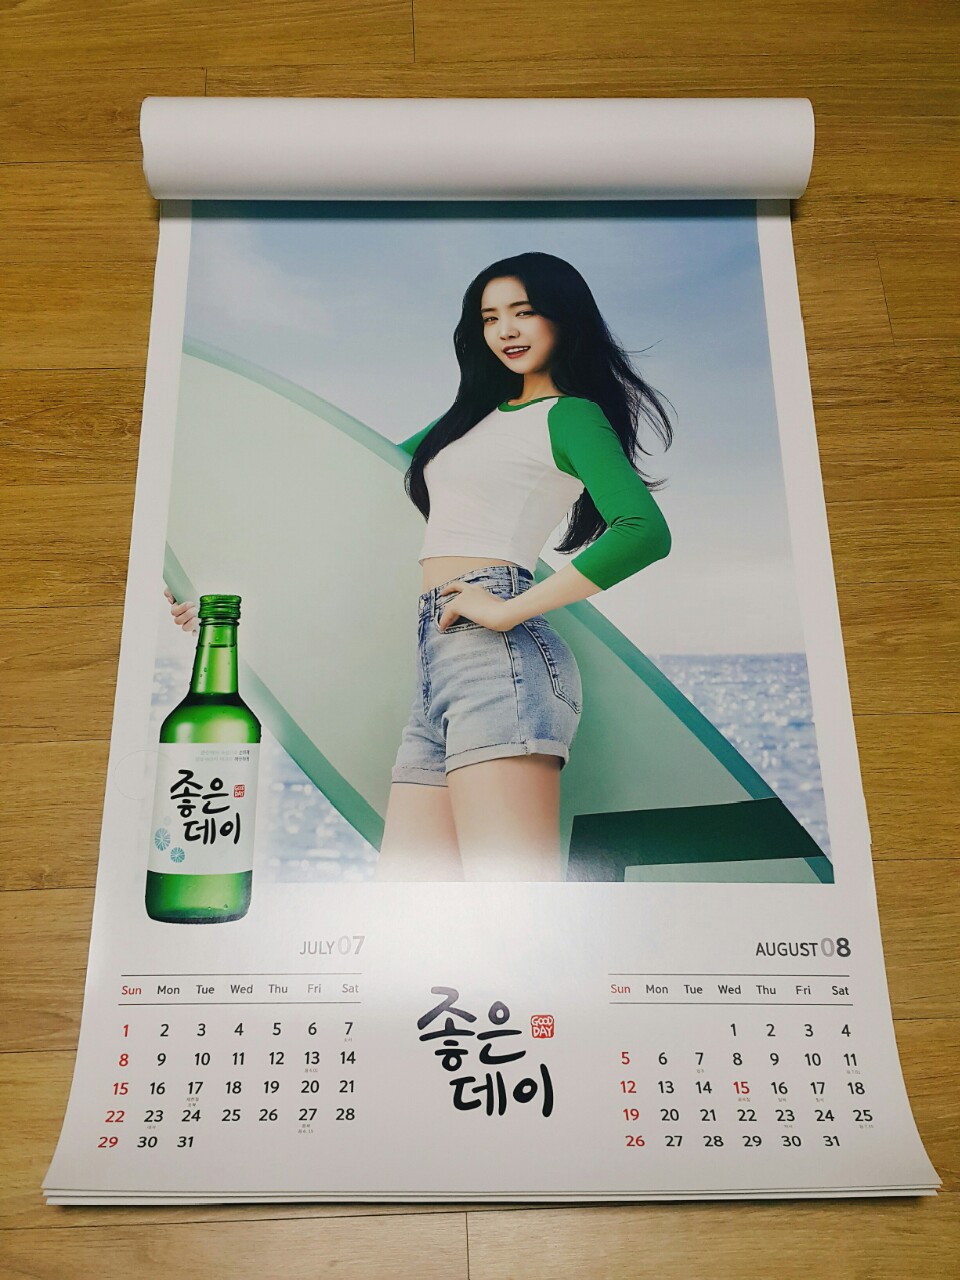 좋은
GOOD
DAY
데이
JULY 07
Sun Mon Tue Wed Thu Fri Sat
1 2 3 4 5 6 7
8 9 10 11 12 13 14
15 16 17 18 19 20 21
22 23 24 25 26 27 28
29 30 31
좋은
GOOD
DAY
데이
AUGUST 08
Sun Mon Tue Wed Thu Fri Sat
1 2 3 4
5 6 7 8 9 10 11
12 13 14 15 16 17 18
19 20 21 22 23 24 25
26 27 28 29 30 31